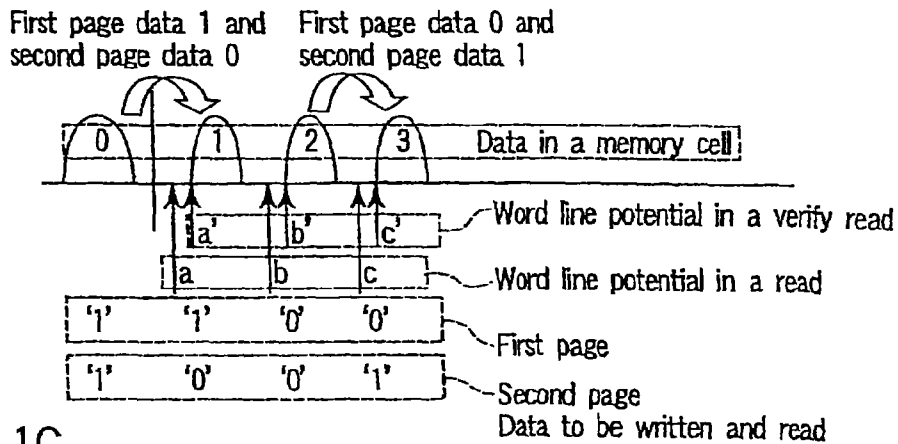 First page data 1 and
second page data 0
First page data 0 and
second page data 1
0 1 2 3 Data in a memory cell
a' b' c' Word line potential in a verify read
a b c Word line potential in a read
'1' '1' '0' '0'
First page
'1' '0' '0' '1'
Second page
Data to be written and read